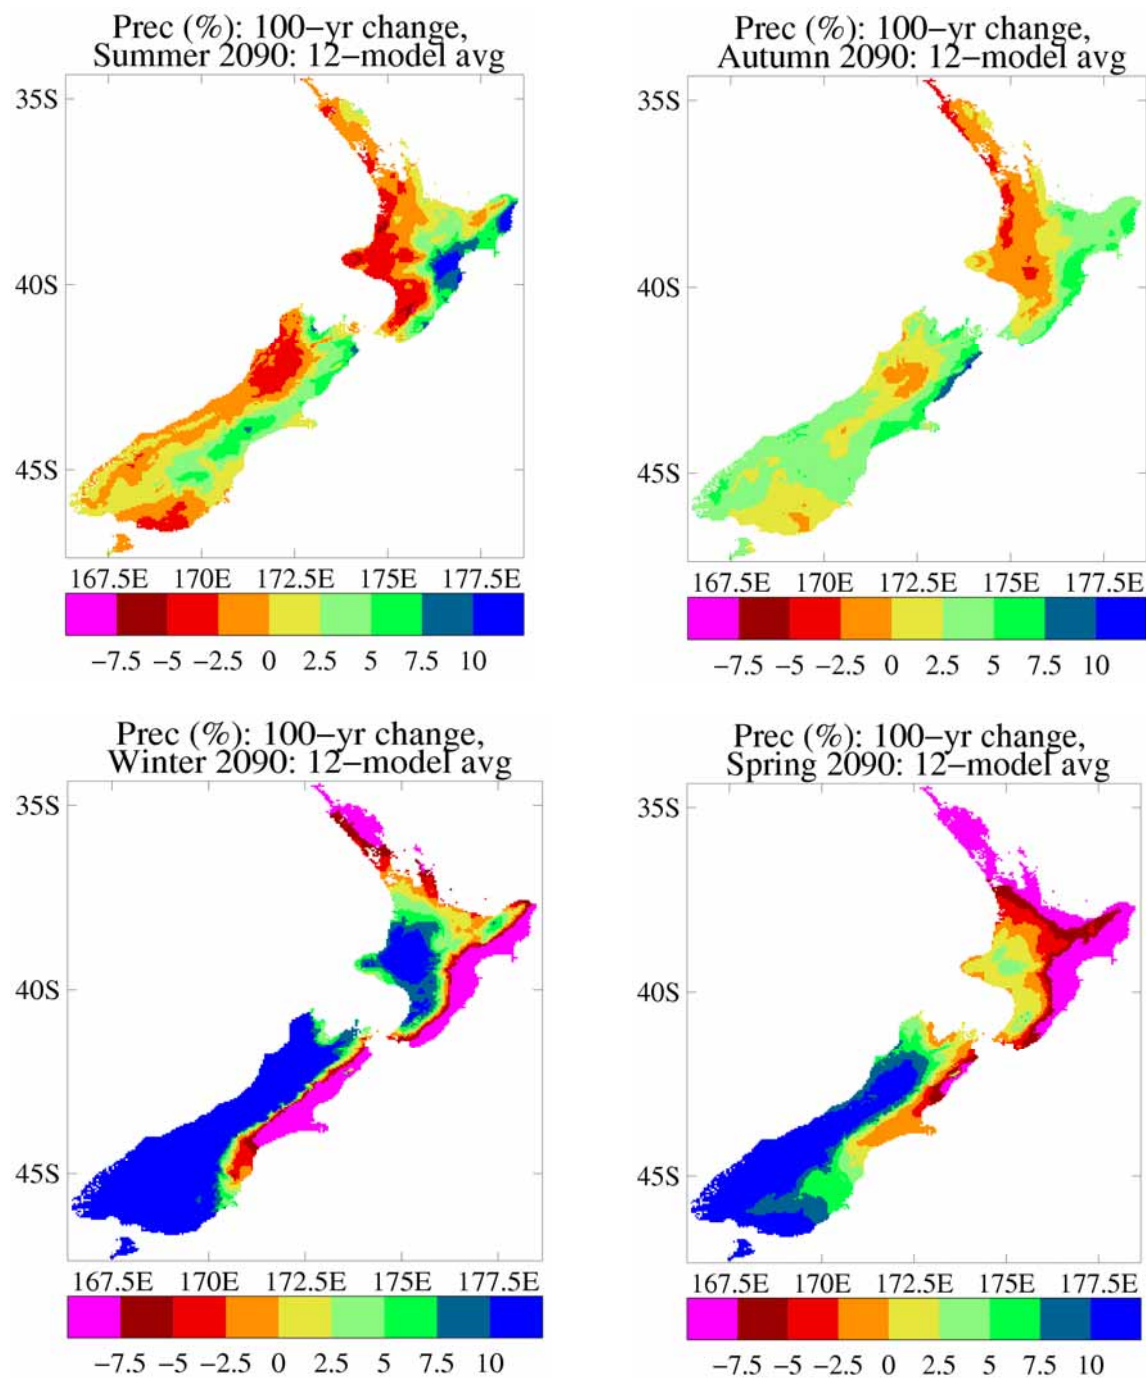 Prec (%): 100−yr change,
Summer 2090: 12−model avg
35S
40S
45S
167.5E 170E 172.5E 175E 177.5E
−7.5 −5 −2.5 0 2.5 5 7.5 10
Prec (%): 100−yr change,
Autumn 2090: 12−model avg
35S
40S
45S
167.5E 170E 172.5E 175E 177.5E
−7.5 −5 −2.5 0 2.5 5 7.5 10
Prec (%): 100−yr change,
Winter 2090: 12−model avg
35S
40S
45S
167.5E 170E 172.5E 175E 177.5E
−7.5 −5 −2.5 0 2.5 5 7.5 10
Prec (%): 100−yr change,
Spring 2090: 12−model avg
35S
40S
45S
167.5E 170E 172.5E 175E 177.5E
−7.5 −5 −2.5 0 2.5 5 7.5 10